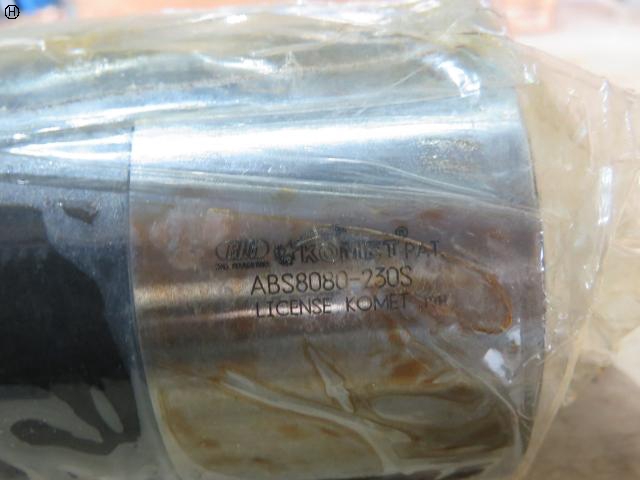 H
KOMET® PAT.
ABS8080-230S
LICENSE KOMET